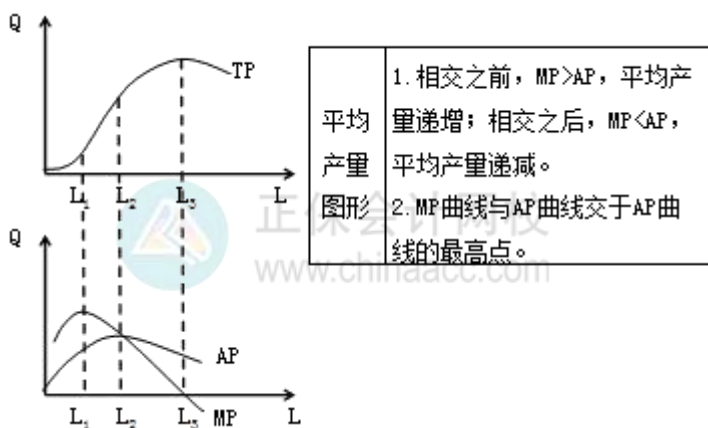 Q
TP
L₁
L₂
L₃
L
Q
AP
L₁
L₂
L₃
MP
L
平均
产量
图形
1.相交之前，MP>AP，平均产
量递增；相交之后，MP<AP，
平均产量递减。
2.MP曲线与AP曲线交于AP曲
线的最高点。
正保会计网校
www.chinaacc.com